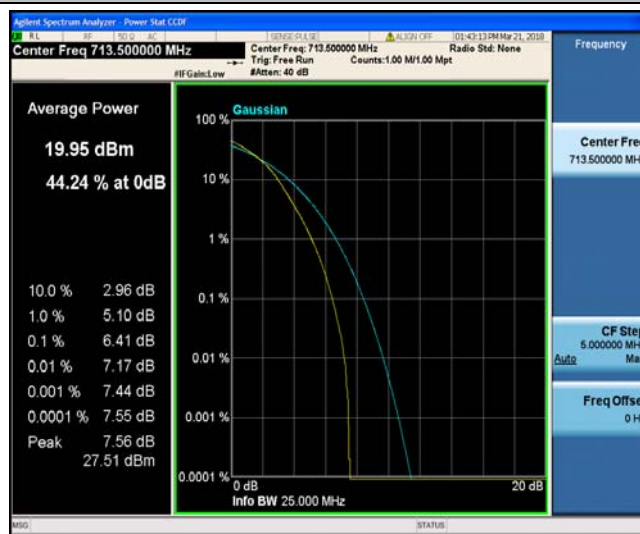 Agilent Spectrum Analyzer - Power Stat CCDF
RL RF 50 Ω AC SENSE:PULSE ALIGN OFF 01:43:13 PM Mar 21, 2018
Center Freq 713.500000 MHz
Center Freq: 713.500000 MHz Radio Std: None
Trig: Free Run Counts:1.00 M/1.00 Mpt
#IFGain:Low #Atten: 40 dB
Frequency
Average Power
19.95 dBm
44.24 % at 0dB
10.0 % 2.96 dB
1.0 % 5.10 dB
0.1 % 6.41 dB
0.01 % 7.17 dB
0.001 % 7.44 dB
0.0001 % 7.55 dB
Peak 7.56 dB
27.51 dBm
Gaussian
100 %
10 %
1 %
0.1 %
0.01 %
0.001 %
0.0001 %
0 dB 20 dB
Info BW 25.000 MHz
Center Fre
713.500000 MH
CF Ste
5.000000 MH
Auto Ma
Freq Offse
0 H
MSG STATUS